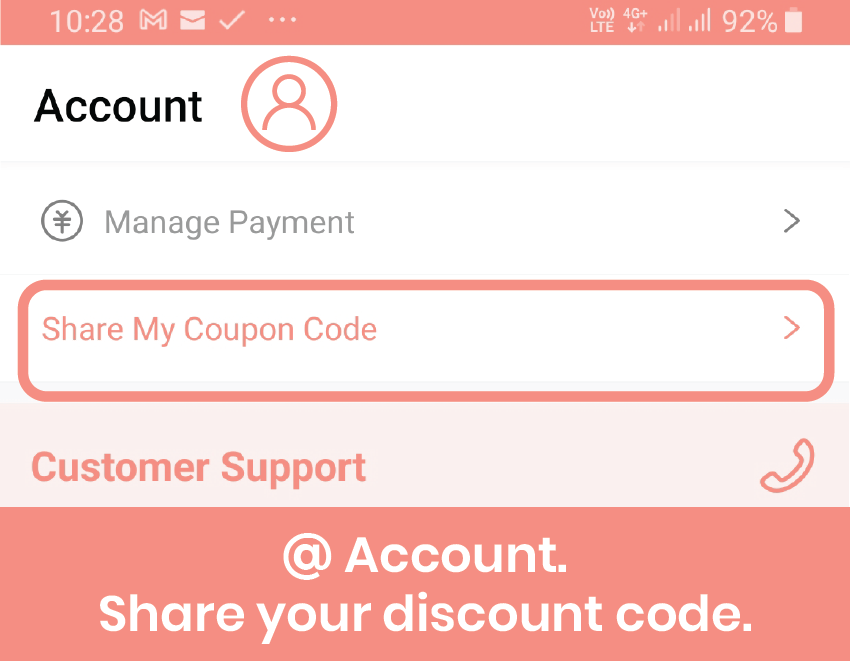 10:28 Vo)) LTE 4G+ 92%
Account
¥ Manage Payment
Share My Coupon Code
Customer Support
@ Account.
Share your discount code.